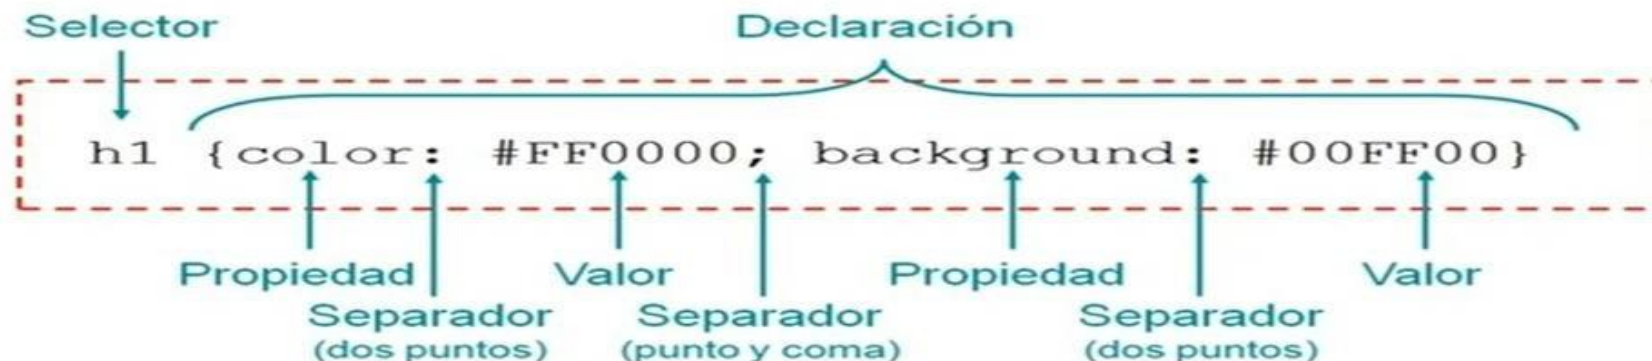 Selector Declaración
h1 {color: #FF0000; background: #00FF00}
Propiedad Valor Propiedad Valor
Separador Separador Separador
(dos puntos) (punto y coma) (dos puntos)